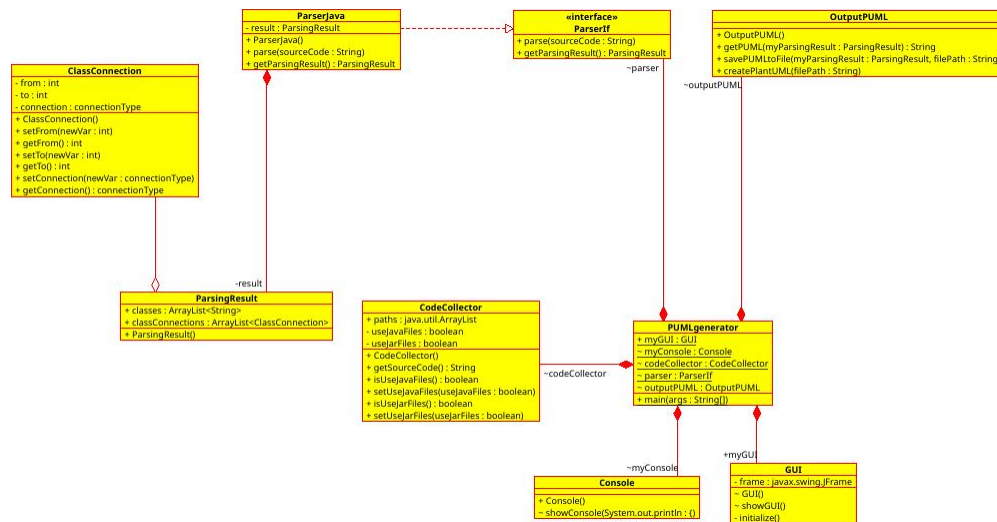 ParserJava
- result : ParsingResult
+ ParserJava()
+ parse(sourceCode : String)
+ getParsingResult() : ParsingResult
«interface»
ParserIf
+ parse(sourceCode : String)
+ getParsingResult() : ParsingResult
OutputPUML
+ OutputPUML()
+ getPUML(myParsingResult : ParsingResult) : String
+ savePUMLtoFile(myParsingResult : ParsingResult, filePath : String
+ createPlantUML(filePath : String)
ClassConnection
- from : int
- to : int
- connection : connectionType
+ ClassConnection()
+ setFrom(newVar : int)
+ getFrom() : int
+ setTo(newVar : int)
+ getTo() : int
+ setConnection(newVar : connectionType)
+ getConnection() : connectionType
~parser
~outputPUML
-result
ParsingResult
+ classes : ArrayList<String>
+ classConnections : ArrayList<ClassConnection>
+ ParsingResult()
CodeCollector
+ paths : java.util.ArrayList
- useJavaFiles : boolean
- useJarFiles : boolean
+ CodeCollector()
+ getSourceCode() : String
+ isUseJavaFiles() : boolean
+ setUseJavaFiles(useJavaFiles : boolean)
+ isUseJarFiles() : boolean
+ setUseJarFiles(useJarFiles : boolean)
~codeCollector
PUMLgenerator
+ myGUI : GUI
~ myConsole : Console
~ codeCollector : CodeCollector
~ parser : ParserIf
~ outputPUML : OutputPUML
+ main(args : String[])
~myConsole
+myGUI
Console
+ Console()
~ showConsole(System.out.println : {)
GUI
- frame : javax.swing.JFrame
~ GUI()
~ showGUI()
- initialize()